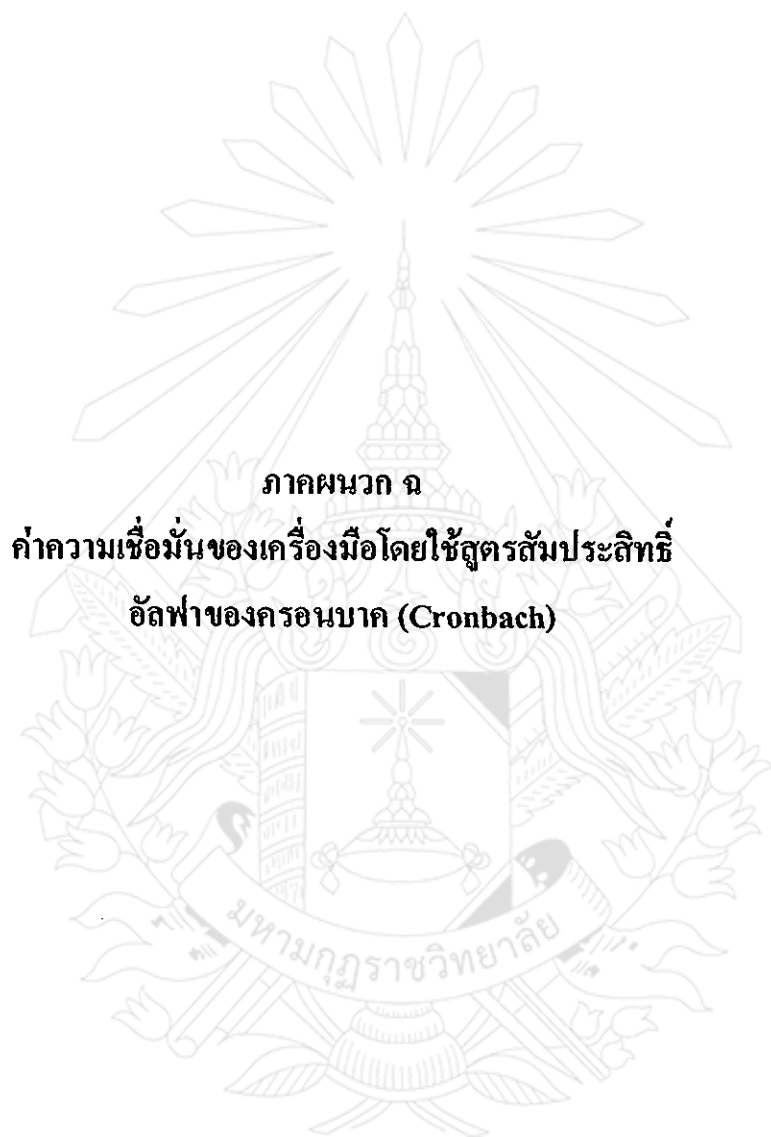 ภาคผนวก ฉ
ค่าความเชื่อมั่นของเครื่องมือโดยใช้สูตรสัมประสิทธิ์
อัลฟาของครอนบาค (Cronbach)
มหามกุฏราชวิทยาลัย